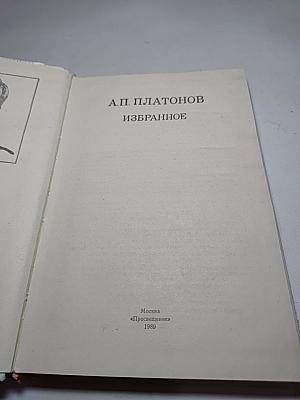 А.П. ПЛАТОНОВ
ИЗБРАННОЕ
Москва
«Просвещение»
1989